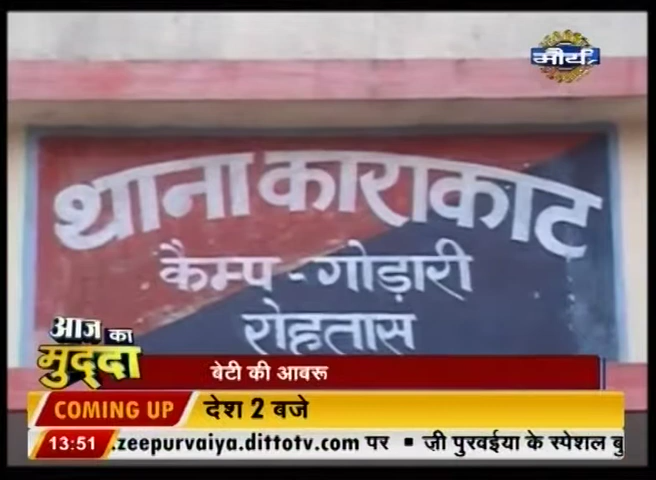 मौर्य
थाना काराकाट
कैम्प - गोड़ारी
रोहतास
आज का
मुद्दा
बेटी की आवरू
COMING UP देश 2 बजे
13:51 .zeepurvaiya.dittotv.com पर ▪ ज़ी पुरवईया के स्पेशल बु